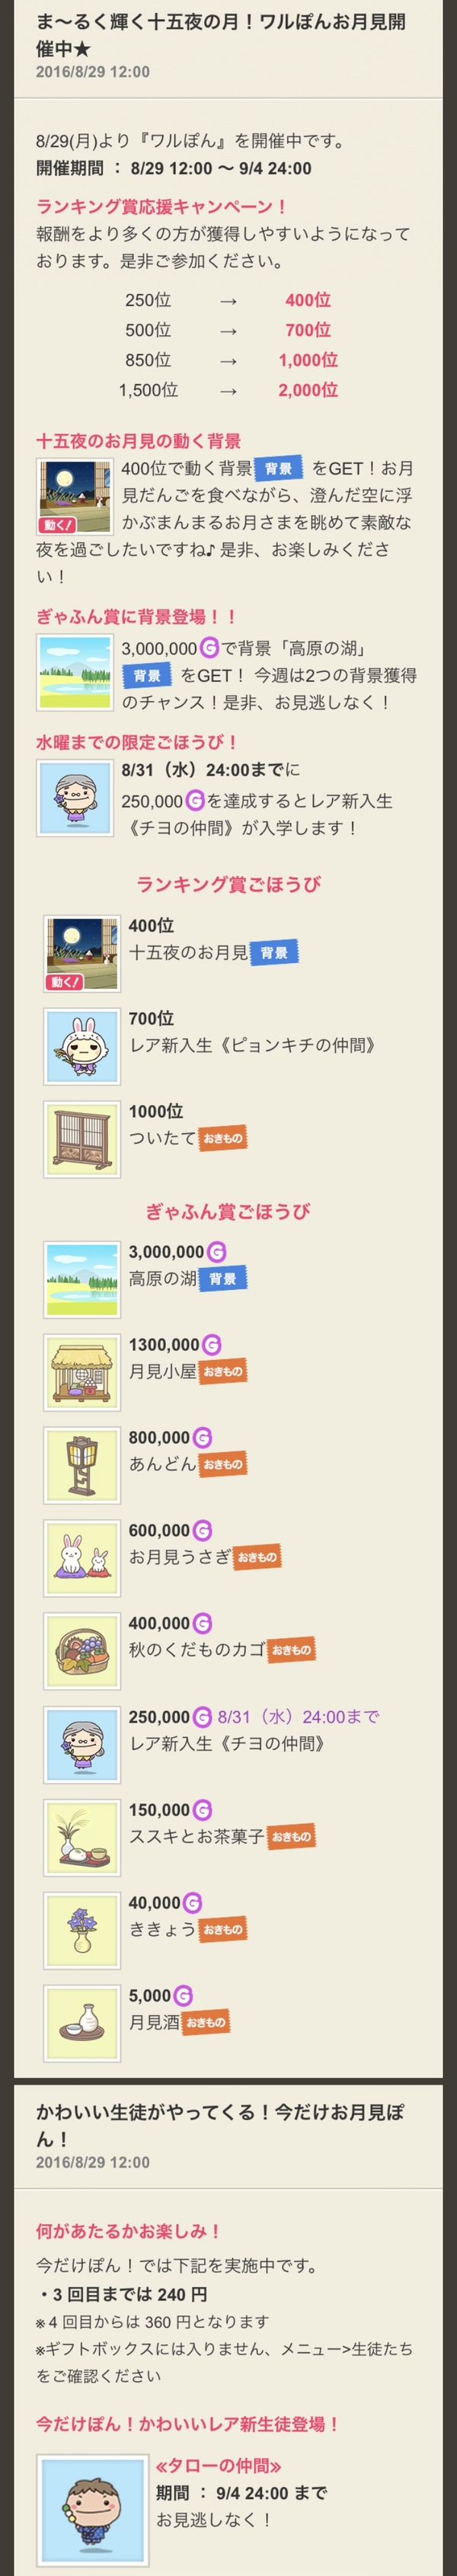 ま〜るく輝く十五夜の月！ワルぽんお月見開
催中★
2016/8/29 12:00
8/29(月)より『ワルぽん』を開催中です。
開催期間 ： 8/29 12:00 〜 9/4 24:00
ランキング賞応援キャンペーン！
報酬をより多くの方が獲得しやすいようになって
おります。是非ご参加ください。
250位 → 400位
500位 → 700位
850位 → 1,000位
1,500位 → 2,000位
十五夜のお月見の動く背景
動く!
400位で動く背景 背景 をGET！お月
見だんごを食べながら、澄んだ空に浮
かぶまんまるお月さまを眺めて素敵な
夜を過ごしたいですね♪ 是非、お楽しみくださ
い！
ぎゃふん賞に背景登場！！
3,000,000Gで背景「高原の湖」
背景 をGET！ 今週は2つの背景獲得
のチャンス！是非、お見逃しなく！
水曜までの限定ごほうび！
8/31（水）24:00までに
250,000Gを達成するとレア新入生
《チヨの仲間》が入学します！
ランキング賞ごほうび
動く!
400位
十五夜のお月見 背景
700位
レア新入生《ピョンキチの仲間》
1000位
ついたて おきもの
ぎゃふん賞ごほうび
3,000,000G
高原の湖 背景
1300,000G
月見小屋 おきもの
800,000G
あんどん おきもの
600,000G
お月見うさぎ おきもの
400,000G
秋のくだものカゴ おきもの
250,000G 8/31（水）24:00まで
レア新入生《チヨの仲間》
150,000G
ススキとお茶菓子 おきもの
40,000G
ききょう おきもの
5,000G
月見酒 おきもの
かわいい生徒がやってくる！今だけお月見ぽ
ん！
2016/8/29 12:00
何があたるかお楽しみ！
今だけぽん！では下記を実施中です。
・3 回目までは 240 円
※４回目からは 360 円となります
※ギフトボックスには入りません、メニュー>生徒たち
をご確認ください
今だけぽん！かわいいレア新生徒登場！
≪タローの仲間≫
期間 ： 9/4 24:00 まで
お見逃しなく！